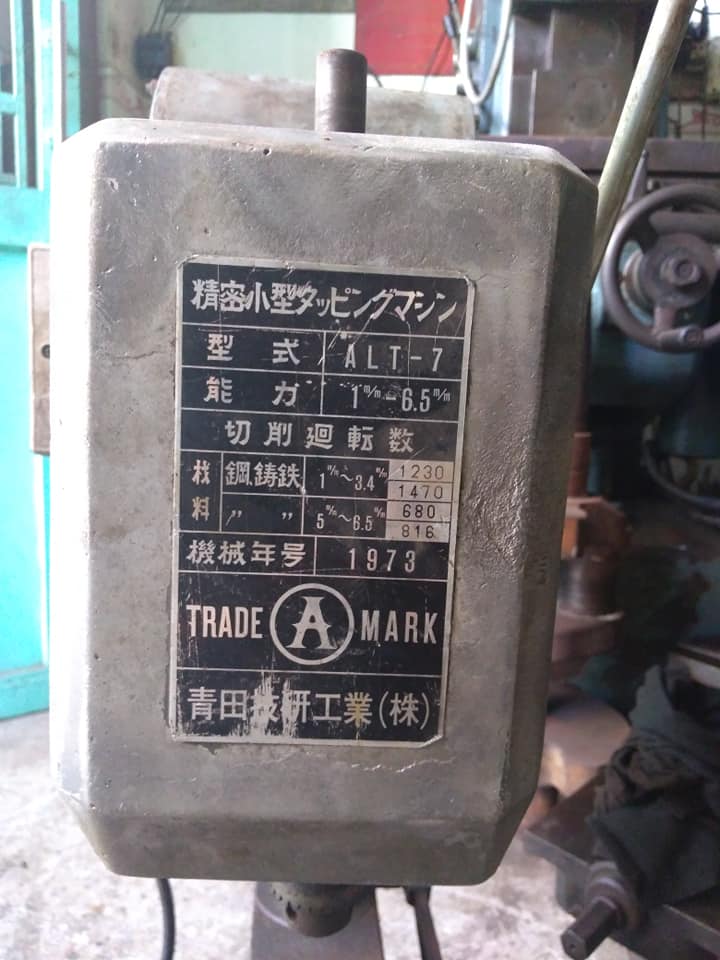 精密小型タッピングマシン
型式 ALT-7
能力 1m/m-6.5m/m
切削廻転数
材料 鋼,鋳鉄 1m/m~3.4m/m 1230 1470
〃 〃 5m/m~6.5m/m 680 816
機械年号 1973
TRADE A MARK
青田技研工業(株)